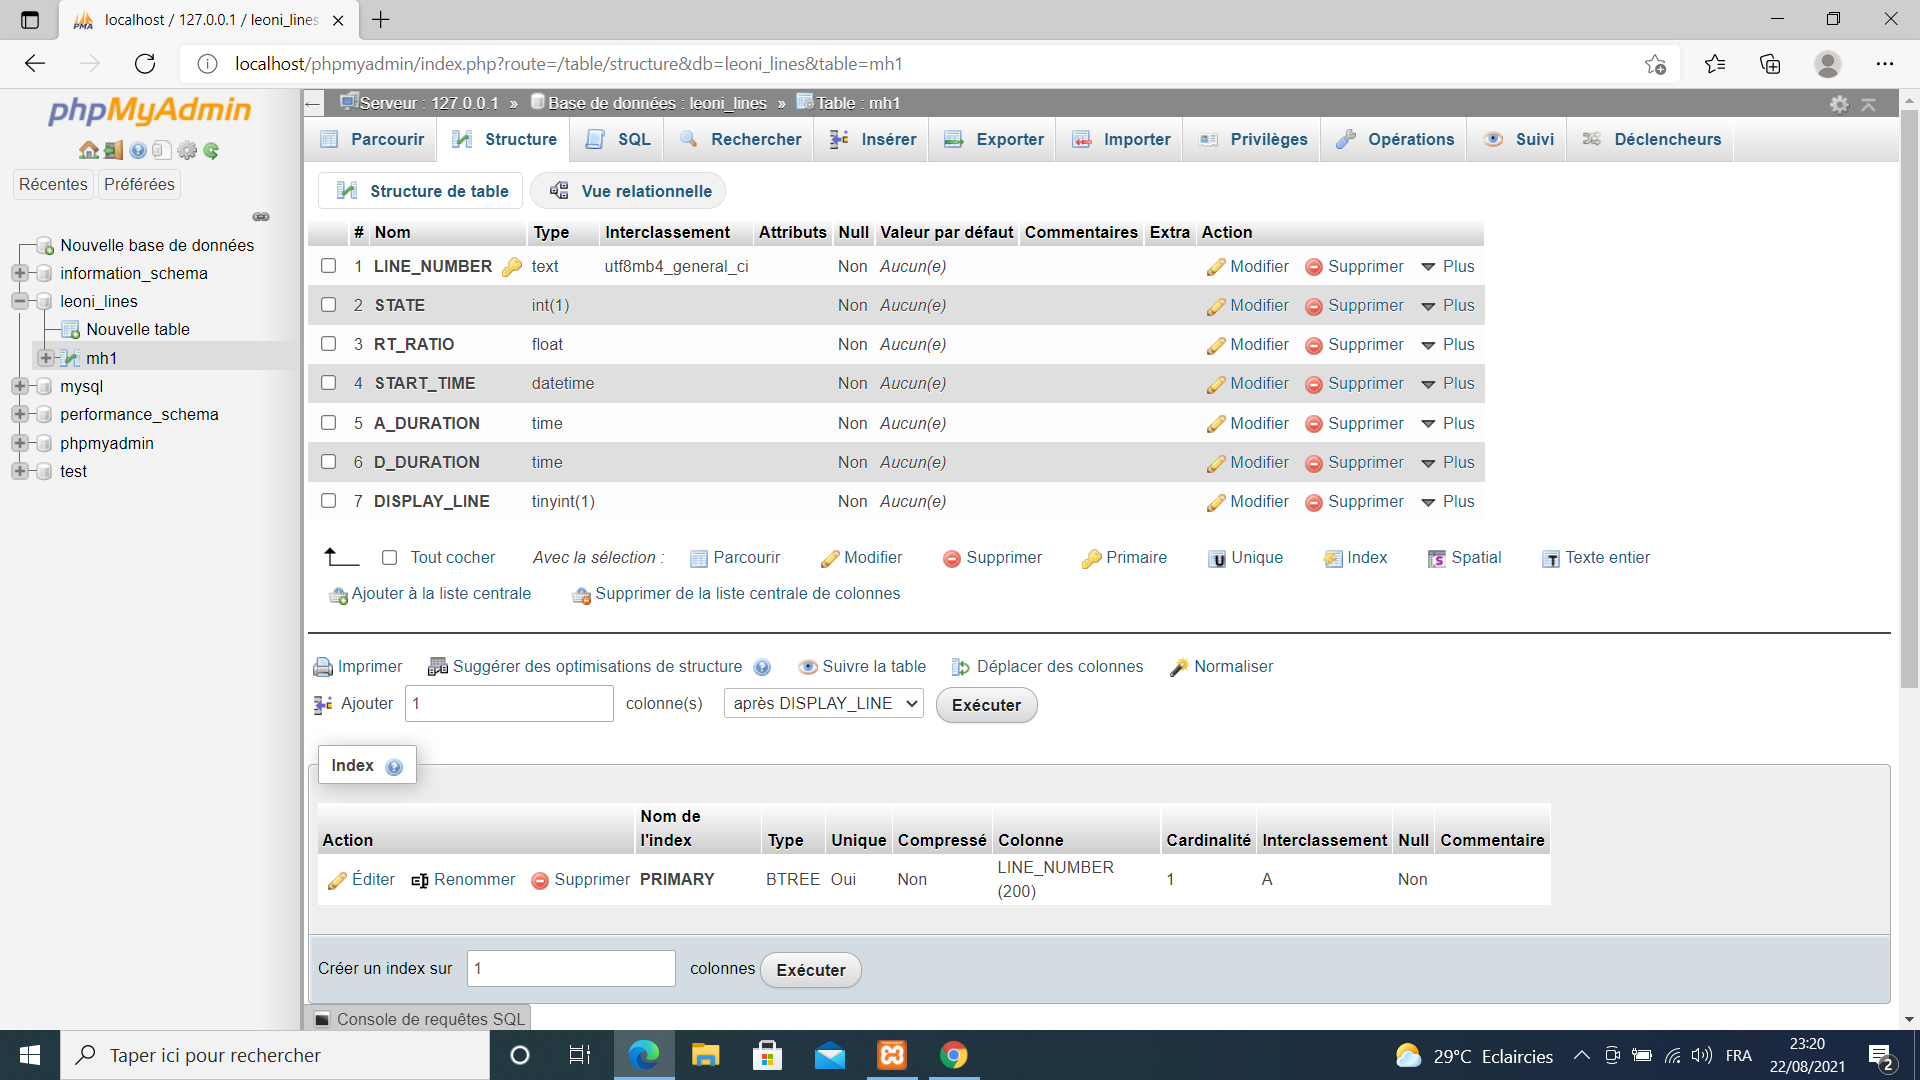 localhost / 127.0.0.1 / leoni_lines
localhost/phpmyadmin/index.php?route=/table/structure&db=leoni_lines&table=mh1
phpMyAdmin
Récentes Préférées
Nouvelle base de données
information_schema
leoni_lines
Nouvelle table
mh1
mysql
performance_schema
phpmyadmin
test
Serveur : 127.0.0.1 » Base de données : leoni_lines » Table : mh1
Parcourir Structure SQL Rechercher Insérer Exporter Importer Privilèges Opérations Suivi Déclencheurs
Structure de table Vue relationnelle
# Nom Type Interclassement Attributs Null Valeur par défaut Commentaires Extra Action
1 LINE_NUMBER text utf8mb4_general_ci Non Aucun(e) Modifier Supprimer Plus
2 STATE int(1) Non Aucun(e) Modifier Supprimer Plus
3 RT_RATIO float Non Aucun(e) Modifier Supprimer Plus
4 START_TIME datetime Non Aucun(e) Modifier Supprimer Plus
5 A_DURATION time Non Aucun(e) Modifier Supprimer Plus
6 D_DURATION time Non Aucun(e) Modifier Supprimer Plus
7 DISPLAY_LINE tinyint(1) Non Aucun(e) Modifier Supprimer Plus
Tout cocher Avec la sélection : Parcourir Modifier Supprimer Primaire Unique Index Spatial Texte entier
Ajouter à la liste centrale Supprimer de la liste centrale de colonnes
Imprimer Suggérer des optimisations de structure Suivre la table Déplacer des colonnes Normaliser
Ajouter 1 colonne(s) après DISPLAY_LINE Exécuter
Index
Action Nom de l'index Type Unique Compressé Colonne Cardinalité Interclassement Null Commentaire
Éditer Renommer Supprimer PRIMARY BTREE Oui Non LINE_NUMBER (200) 1 A Non
Créer un index sur 1 colonnes Exécuter
Console de requêtes SQL
Taper ici pour rechercher
29°C Eclaircies
FRA
23:20
22/08/2021
2